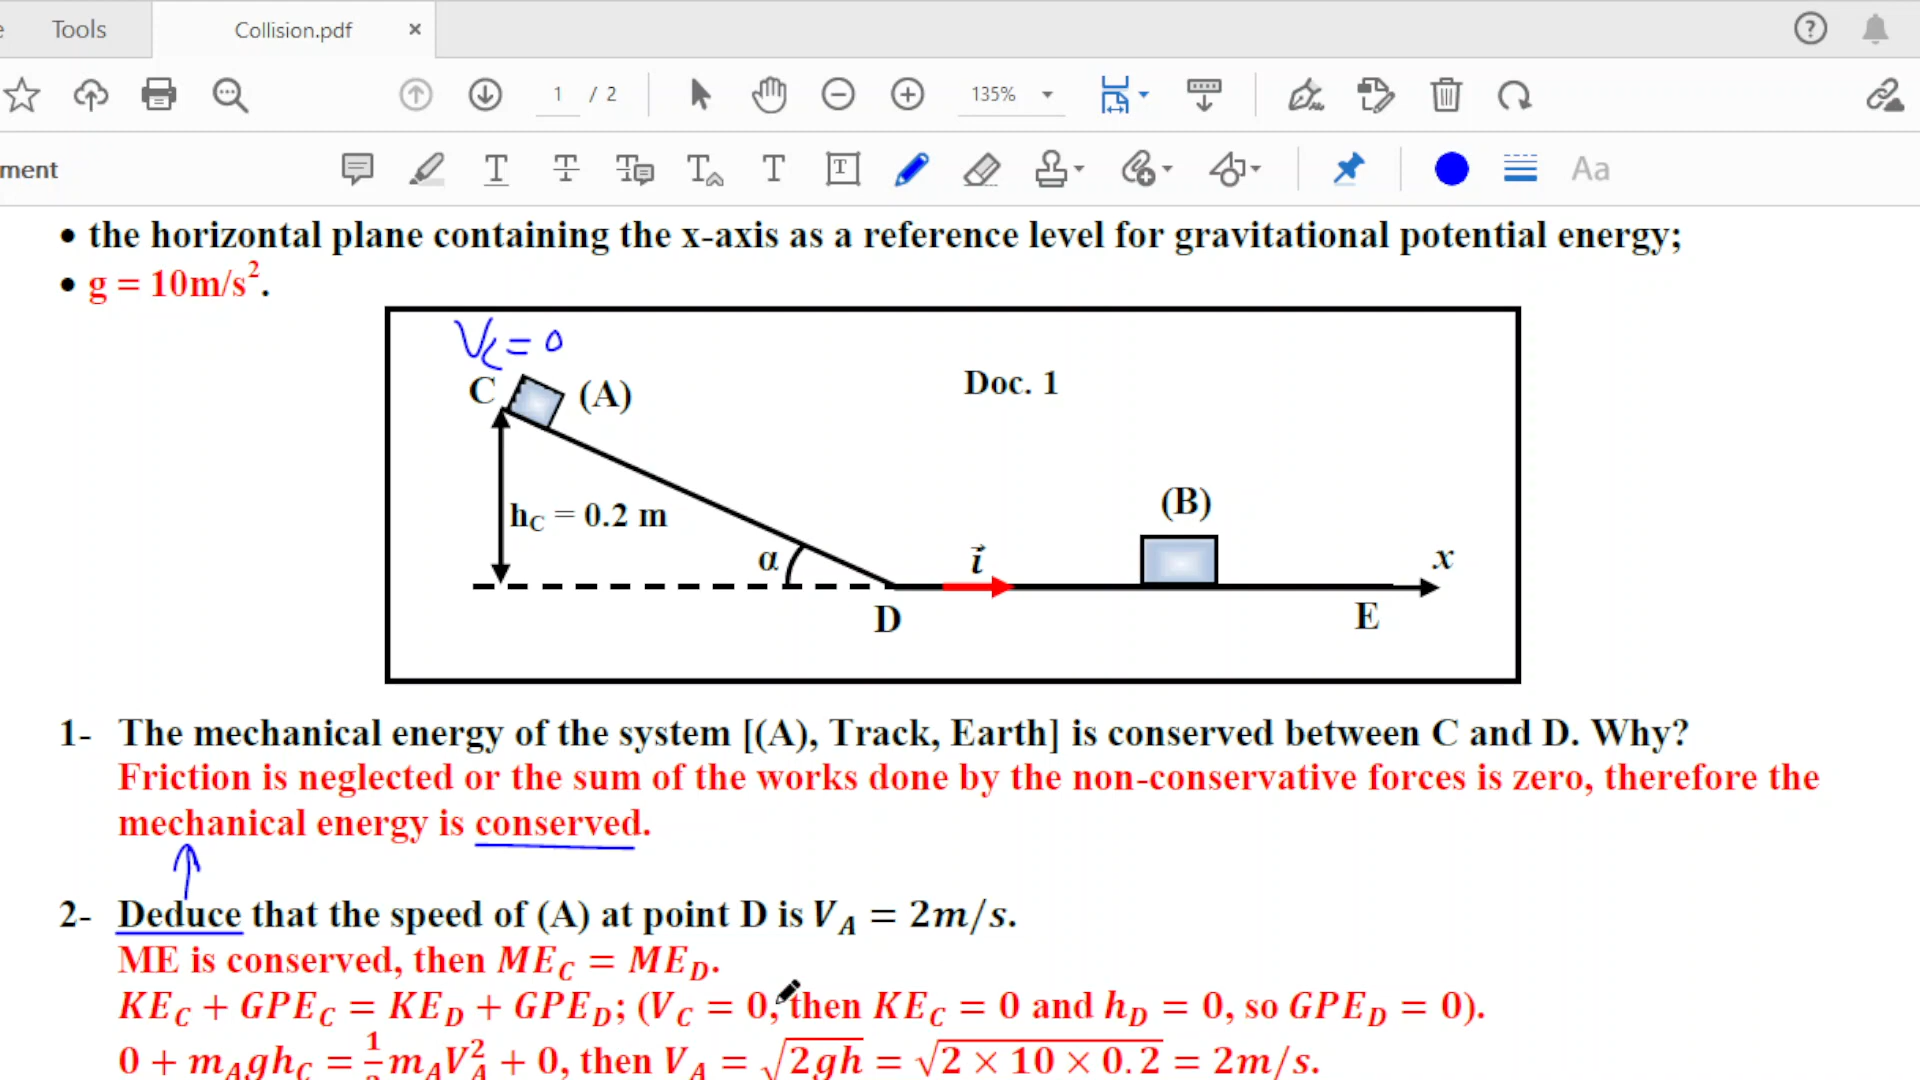 Tools
Collision.pdf ×
1 / 2
135%
ment
T T T T T T Aa
• the horizontal plane containing the x-axis as a reference level for gravitational potential energy;
• g = 10m/s².
V_C = 0
C (A)
Doc. 1
h_C = 0.2 m
(B)
α
i⃗
x
D
E
1- The mechanical energy of the system [(A), Track, Earth] is conserved between C and D. Why?
Friction is neglected or the sum of the works done by the non-conservative forces is zero, therefore the
mechanical energy is conserved.
2- Deduce that the speed of (A) at point D is V_A = 2m/s.
ME is conserved, then ME_C = ME_D.
KE_C + GPE_C = KE_D + GPE_D; (V_C = 0, then KE_C = 0 and h_D = 0, so GPE_D = 0).
0 + m_A gh_C = ½ m_A V_A² + 0, then V_A = √2gh = √2 × 10 × 0.2 = 2m/s.